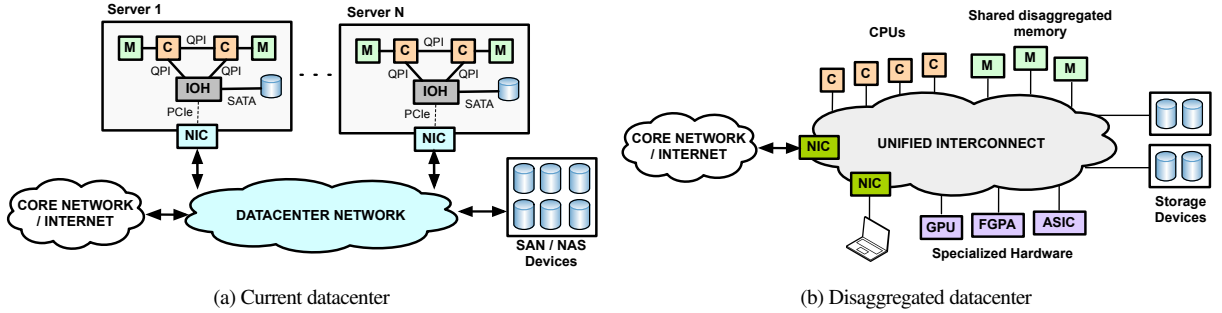 Server 1
M
C
QPI
C
M
QPI
QPI
IOH
SATA
PCIe
NIC
- - -
Server N
M
C
QPI
C
M
QPI
QPI
IOH
SATA
PCIe
NIC
CORE NETWORK
/ INTERNET
DATACENTER NETWORK
SAN / NAS
Devices
(a) Current datacenter
CPUs
C
C
C
C
Shared disaggregated
memory
M
M
M
CORE NETWORK
/ INTERNET
NIC
UNIFIED INTERCONNECT
NIC
GPU
FGPA
ASIC
Specialized Hardware
Storage
Devices
(b) Disaggregated datacenter